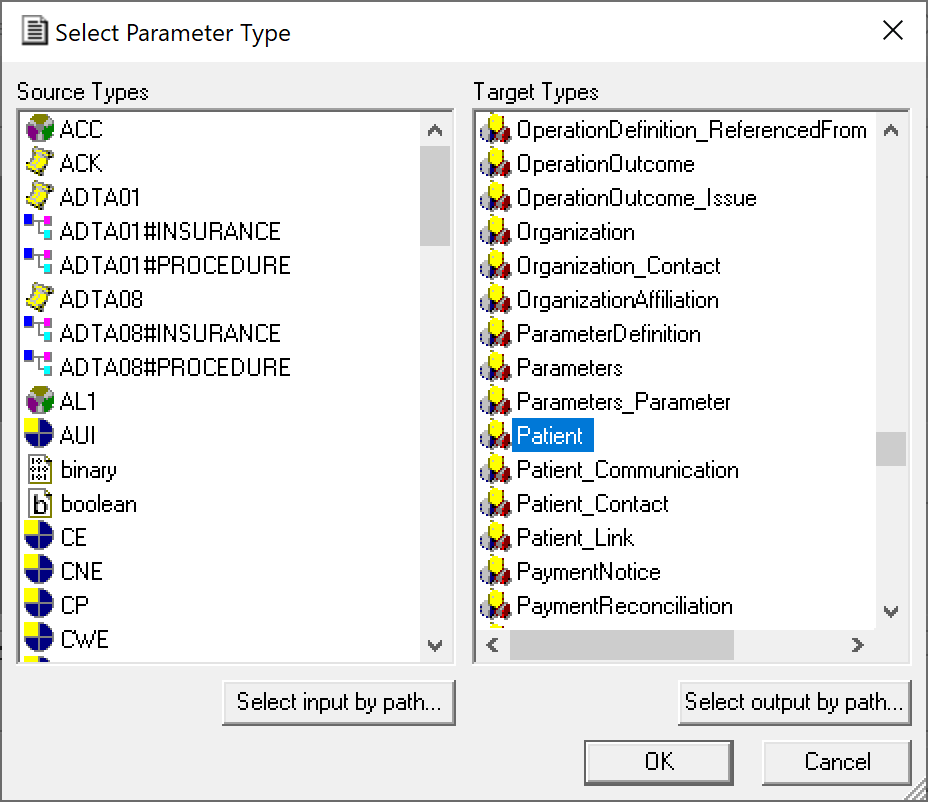 Select Parameter Type
Source Types
ACC
ACK
ADTA01
ADTA01#INSURANCE
ADTA01#PROCEDURE
ADTA08
ADTA08#INSURANCE
ADTA08#PROCEDURE
AL1
AUI
binary
boolean
CE
CNE
CP
CWE
Select input by path...
Target Types
OperationDefinition_ReferencedFrom
OperationOutcome
OperationOutcome_Issue
Organization
Organization_Contact
OrganizationAffiliation
ParameterDefinition
Parameters
Parameters_Parameter
Patient
Patient_Communication
Patient_Contact
Patient_Link
PaymentNotice
PaymentReconciliation
Select output by path...
OK
Cancel